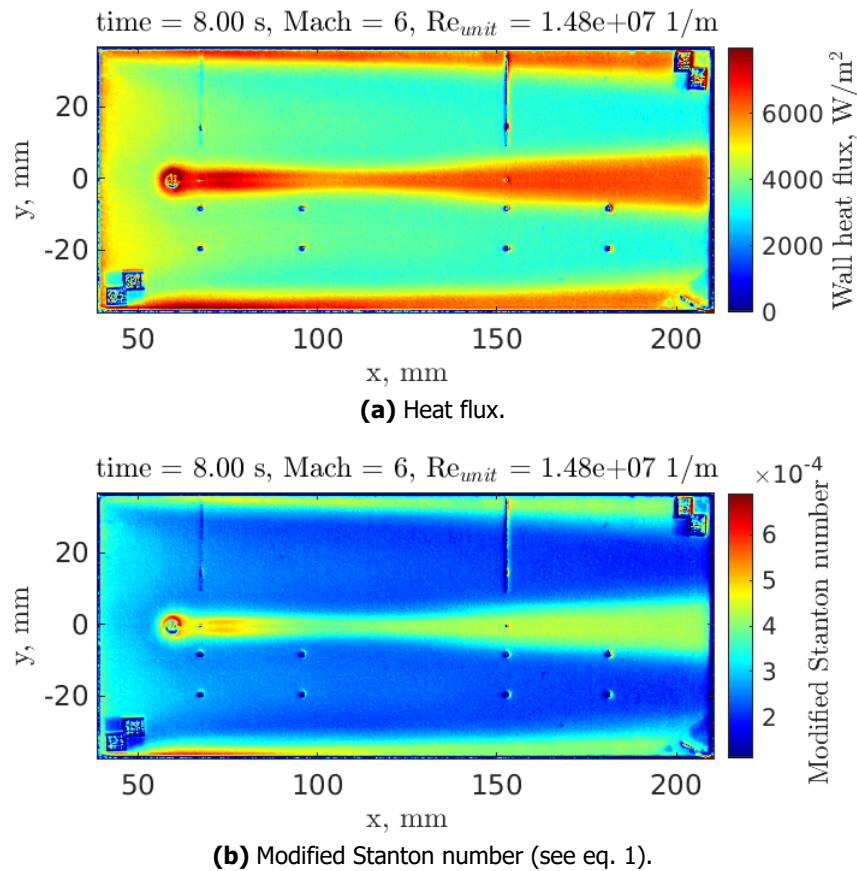 time = 8.00 s, Mach = 6, Re_unit = 1.48e+07 1/m
20
0
-20
y, mm
50
100
150
200
x, mm
6000
4000
2000
0
Wall heat flux, W/m²
(a) Heat flux.
time = 8.00 s, Mach = 6, Re_unit = 1.48e+07 1/m
×10⁻⁴
20
0
-20
y, mm
50
100
150
200
x, mm
6
5
4
3
2
Modified Stanton number
(b) Modified Stanton number (see eq. 1).